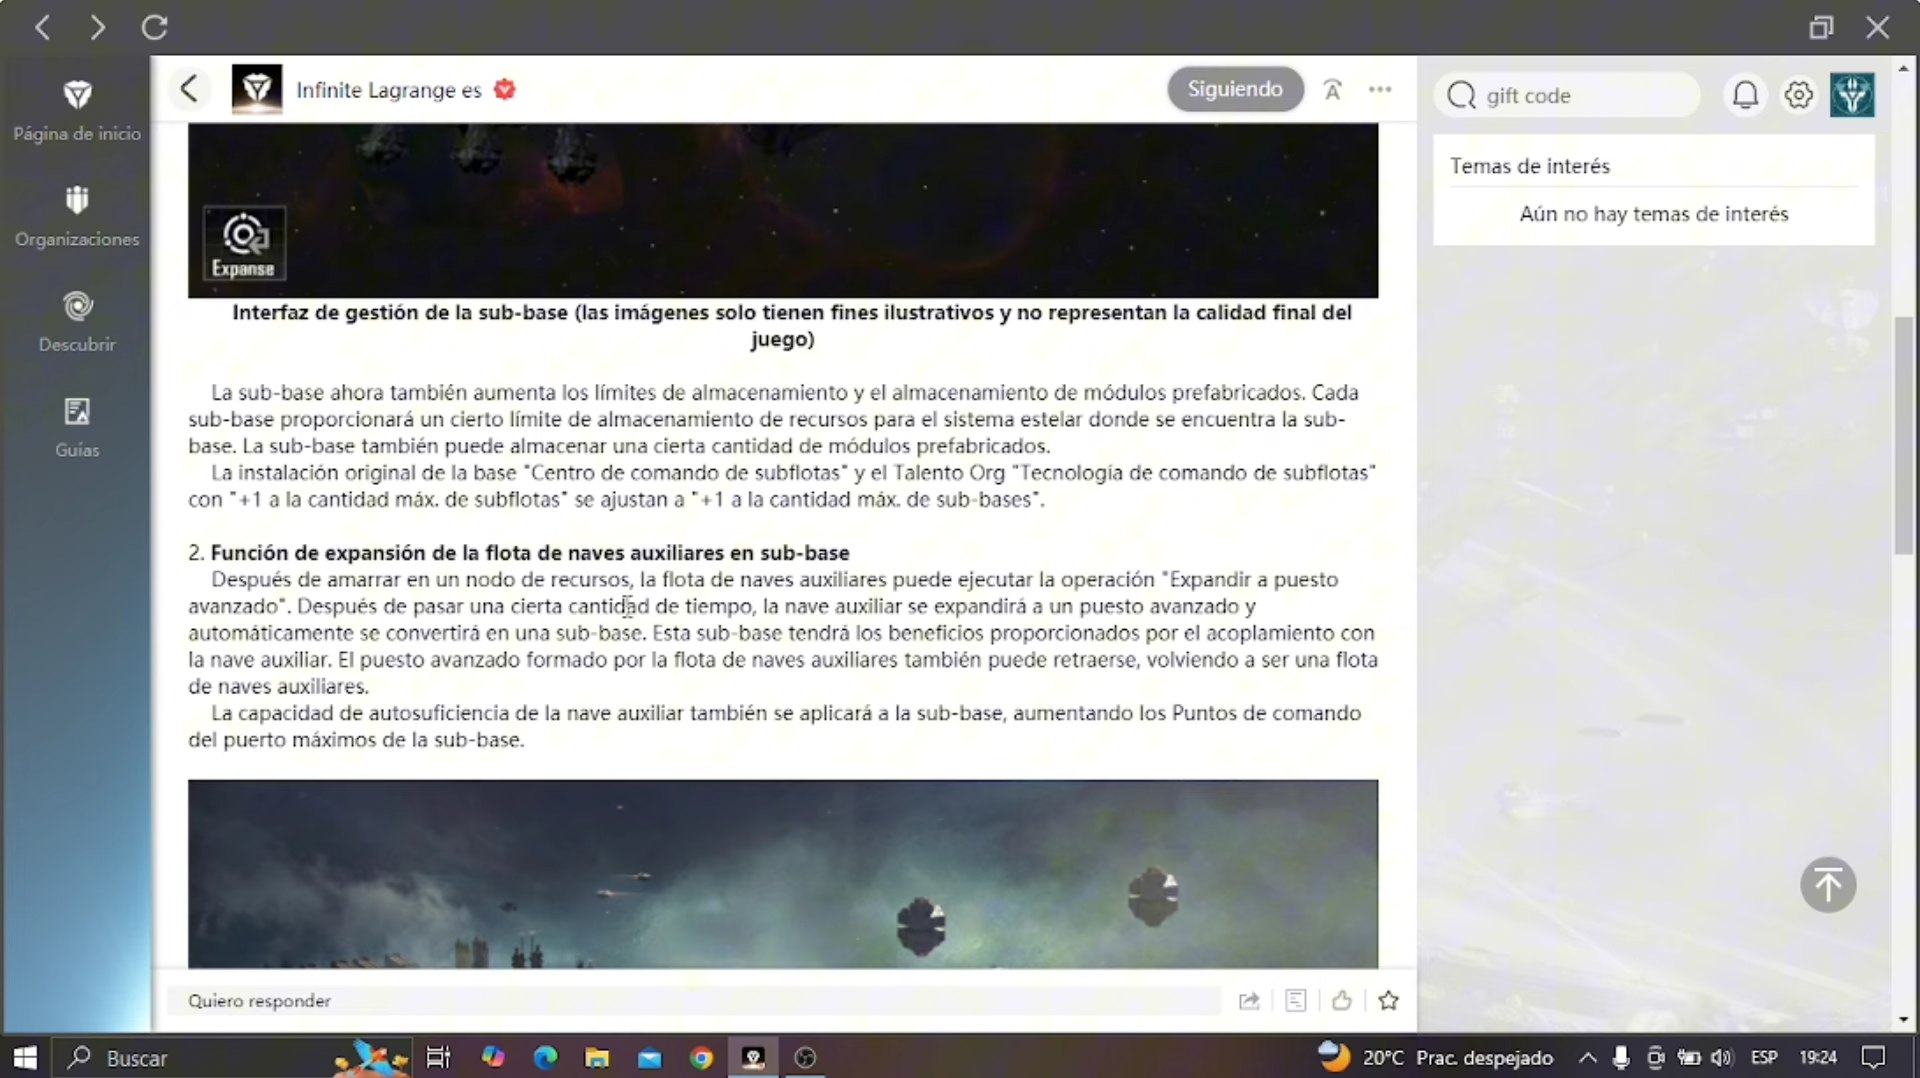 Infinite Lagrange es
Siguiendo
gift code
Página de inicio
Organizaciones
Descubrir
Guías
Temas de interés
Aún no hay temas de interés
Expanse
Interfaz de gestión de la sub-base (las imágenes solo tienen fines ilustrativos y no representan la calidad final del
juego)
La sub-base ahora también aumenta los límites de almacenamiento y el almacenamiento de módulos prefabricados. Cada
sub-base proporcionará un cierto límite de almacenamiento de recursos para el sistema estelar donde se encuentra la sub-
base. La sub-base también puede almacenar una cierta cantidad de módulos prefabricados.
La instalación original de la base "Centro de comando de subflotas" y el Talento Org "Tecnología de comando de subflotas"
con "+1 a la cantidad máx. de subflotas" se ajustan a "+1 a la cantidad máx. de sub-bases".
2. Función de expansión de la flota de naves auxiliares en sub-base
Después de amarrar en un nodo de recursos, la flota de naves auxiliares puede ejecutar la operación "Expandir a puesto
avanzado". Después de pasar una cierta cantidad de tiempo, la nave auxiliar se expandirá a un puesto avanzado y
automáticamente se convertirá en una sub-base. Esta sub-base tendrá los beneficios proporcionados por el acoplamiento con
la nave auxiliar. El puesto avanzado formado por la flota de naves auxiliares también puede retraerse, volviendo a ser una flota
de naves auxiliares.
La capacidad de autosuficiencia de la nave auxiliar también se aplicará a la sub-base, aumentando los Puntos de comando
del puerto máximos de la sub-base.
Quiero responder
Buscar
20°C Prac. despejado
ESP
19:24